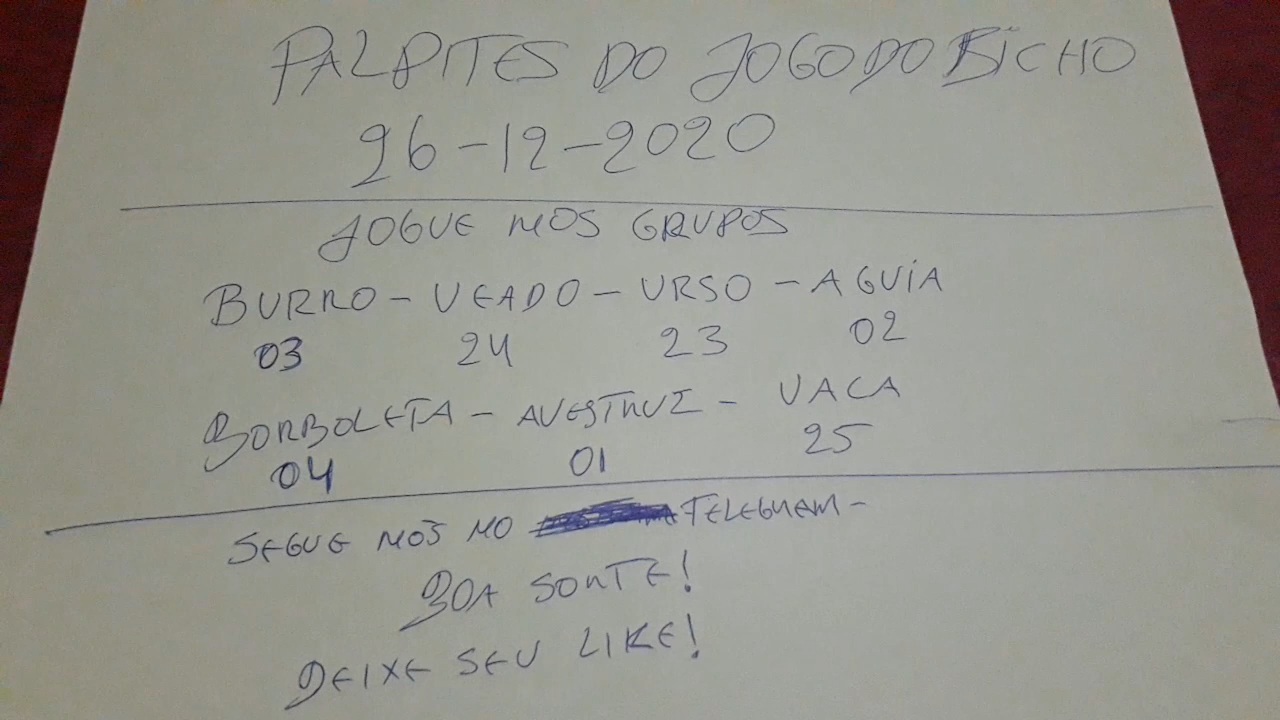 PALPITES DO JOGO DO BICHO
26-12-2020
JOGUE NOS GRUPOS
BURRO - VEADO - URSO - AGUIA
03 24 23 02
BORBOLETA - AVESTRUZ - VACA
04 01 25
SEGUE NOS NO TELEGRAM -
BOA SORTE!
DEIXE SEU LIKE!